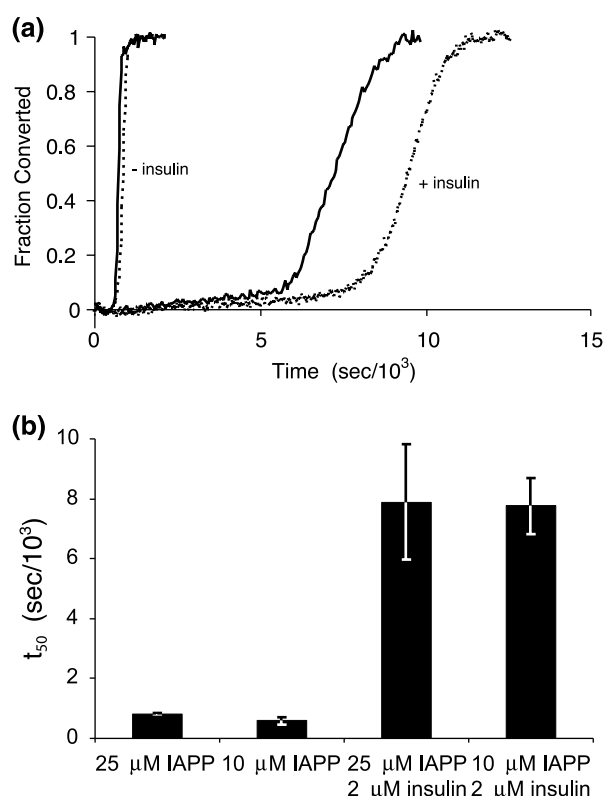 (a)
1
0.8
0.6
0.4
0.2
0
Fraction Converted
- insulin
+ insulin
0 5 10 15
Time (sec/10³)
(b)
10
8
6
4
2
0
t₅₀ (sec/10³)
25 μM IAPP 10 μM IAPP 25 μM IAPP 10 μM IAPP
2 μM insulin 2 μM insulin